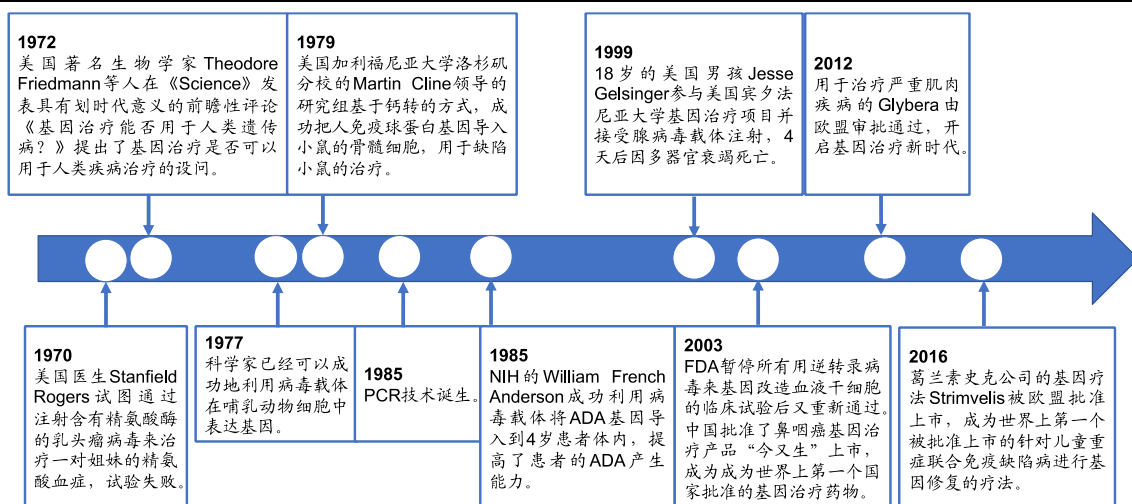 1972
美国著名生物学家Theodore
Friedmann等人在《Science》发
表具有划时代意义的前瞻性评论
《基因治疗能否用于人类遗传
病？》提出了基因治疗是否可以
用于人类疾病治疗的设问。
1979
美国加利福尼亚大学洛杉矶
分校的Martin Cline领导的
研究组基于钙转的方式，成
功把人免疫球蛋白基因导入
小鼠的骨髓细胞，用于缺陷
小鼠的治疗。
1999
18岁的美国男孩Jesse
Gelsinger参与美国宾夕法
尼亚大学基因治疗项目并
接受腺病毒载体注射，4
天后因多器官衰竭死亡。
2012
用于治疗严重肌肉
疾病的Glybera由
欧盟审批通过，开
启基因治疗新时代。
1970
美国医生Stanfield
Rogers试图通过
注射含有精氨酸酶
的乳头瘤病毒来治
疗一对姐妹的精氨
酸血症，试验失败。
1977
科学家已经可以成
功地利用病毒载体
在哺乳动物细胞中
表达基因。
1985
PCR技术诞生。
1985
NIH的William French
Anderson成功利用病
毒载体将ADA基因导
入到4岁患者体内，提
高了患者的ADA产生
能力。
2003
FDA暂停所有用逆转录病
毒来基因改造血液干细胞
的临床试验后又重新通过。
中国批准了鼻咽癌基因治
疗产品“今又生”上市，
成为成为世界上第一个国
家批准的基因治疗药物。
2016
葛兰素史克公司的基因疗
法Strimvelis被欧盟批准
上市，成为世界上第一个
被批准上市的针对儿童重
症联合免疫缺陷病进行基
因修复的疗法。